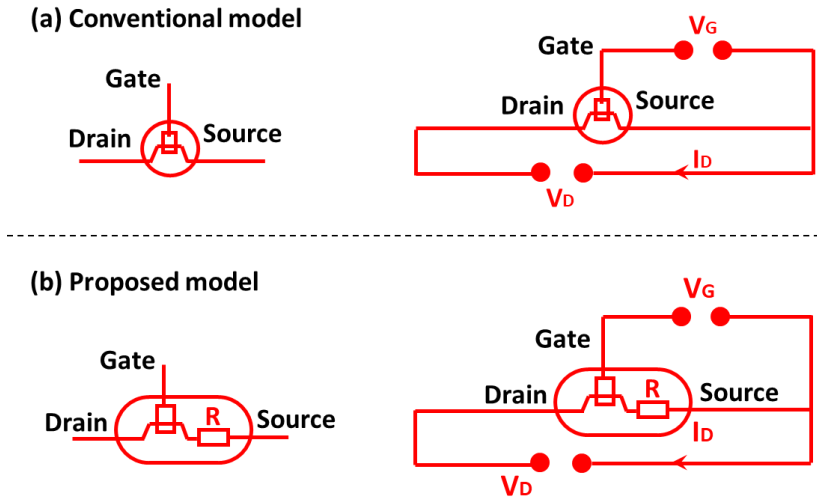 (a) Conventional model
Gate
Drain
Source
VG
Gate
Drain
Source
ID
VD
(b) Proposed model
Gate
R
Drain
Source
VG
Gate
R
Drain
Source
ID
VD